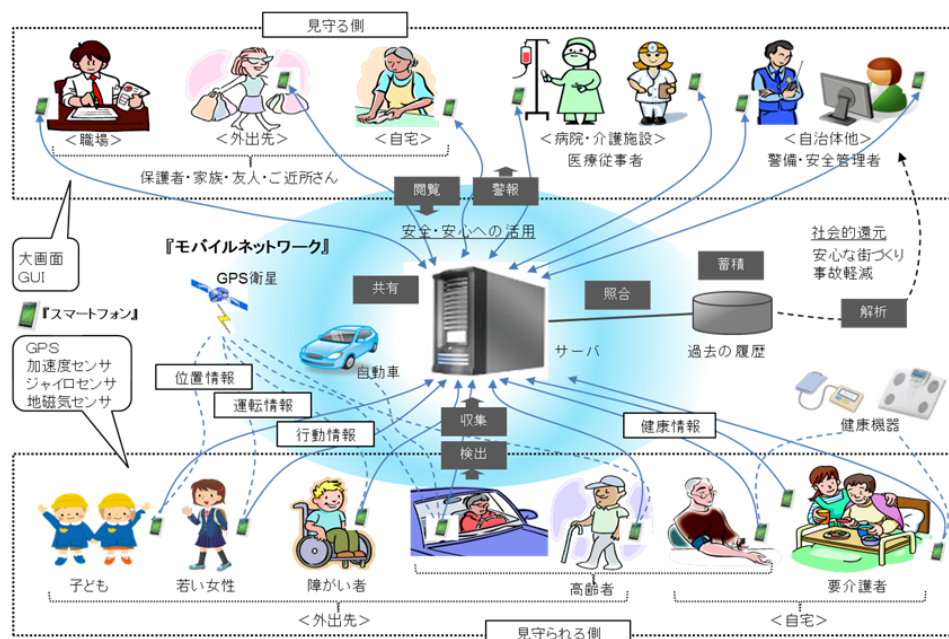 見守る側
＜職場＞
＜外出先＞
＜自宅＞
＜病院・介護施設＞
医療従事者
＜自治体他＞
警備・安全管理者
保護者・家族・友人・ご近所さん
閲覧
警報
安全・安心への活用
大画面
GUI
『モバイルネットワーク』
GPS衛星
共有
照合
蓄積
社会的還元
安心な街づくり
事故軽減
解析
サーバ
過去の履歴
『スマートフォン』
GPS
加速度センサ
ジャイロセンサ
地磁気センサ
自動車
位置情報
運転情報
行動情報
収集
検出
健康情報
健康機器
子ども
若い女性
障がい者
高齢者
要介護者
＜外出先＞
＜自宅＞
見守られる側